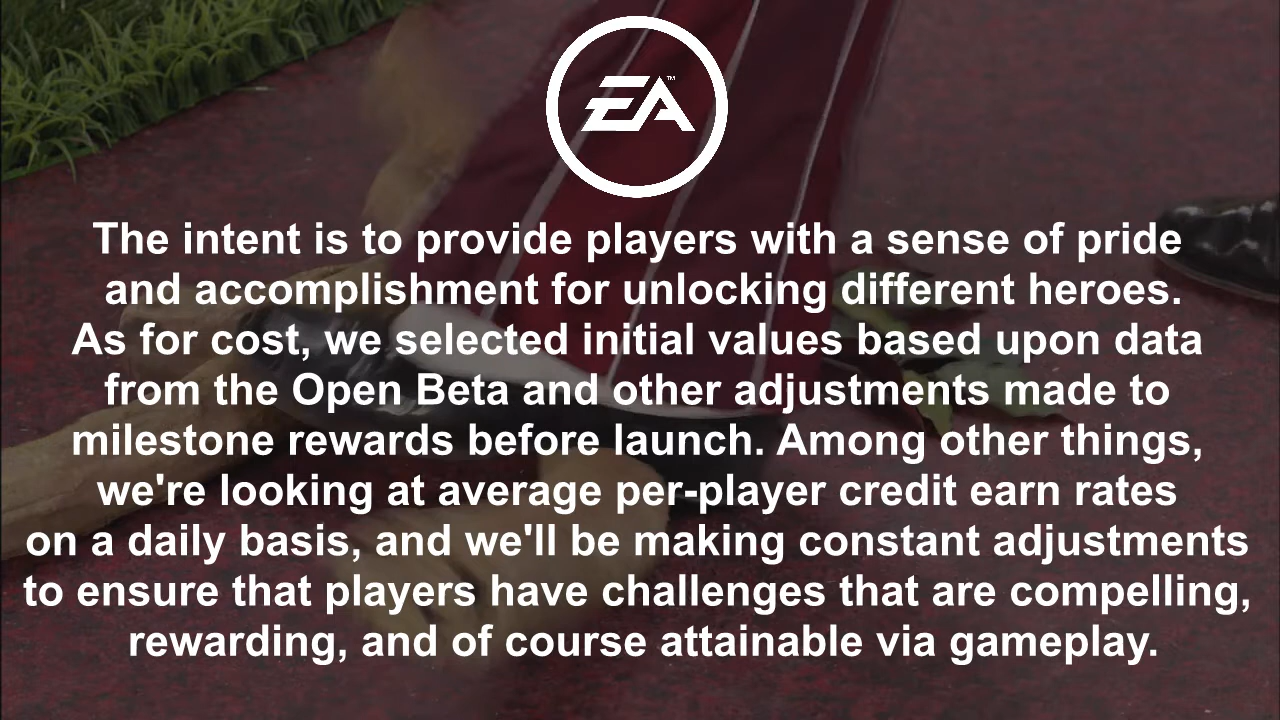 EA™
The intent is to provide players with a sense of pride
and accomplishment for unlocking different heroes.
As for cost, we selected initial values based upon data
from the Open Beta and other adjustments made to
milestone rewards before launch. Among other things,
we're looking at average per-player credit earn rates
on a daily basis, and we'll be making constant adjustments
to ensure that players have challenges that are compelling,
rewarding, and of course attainable via gameplay.